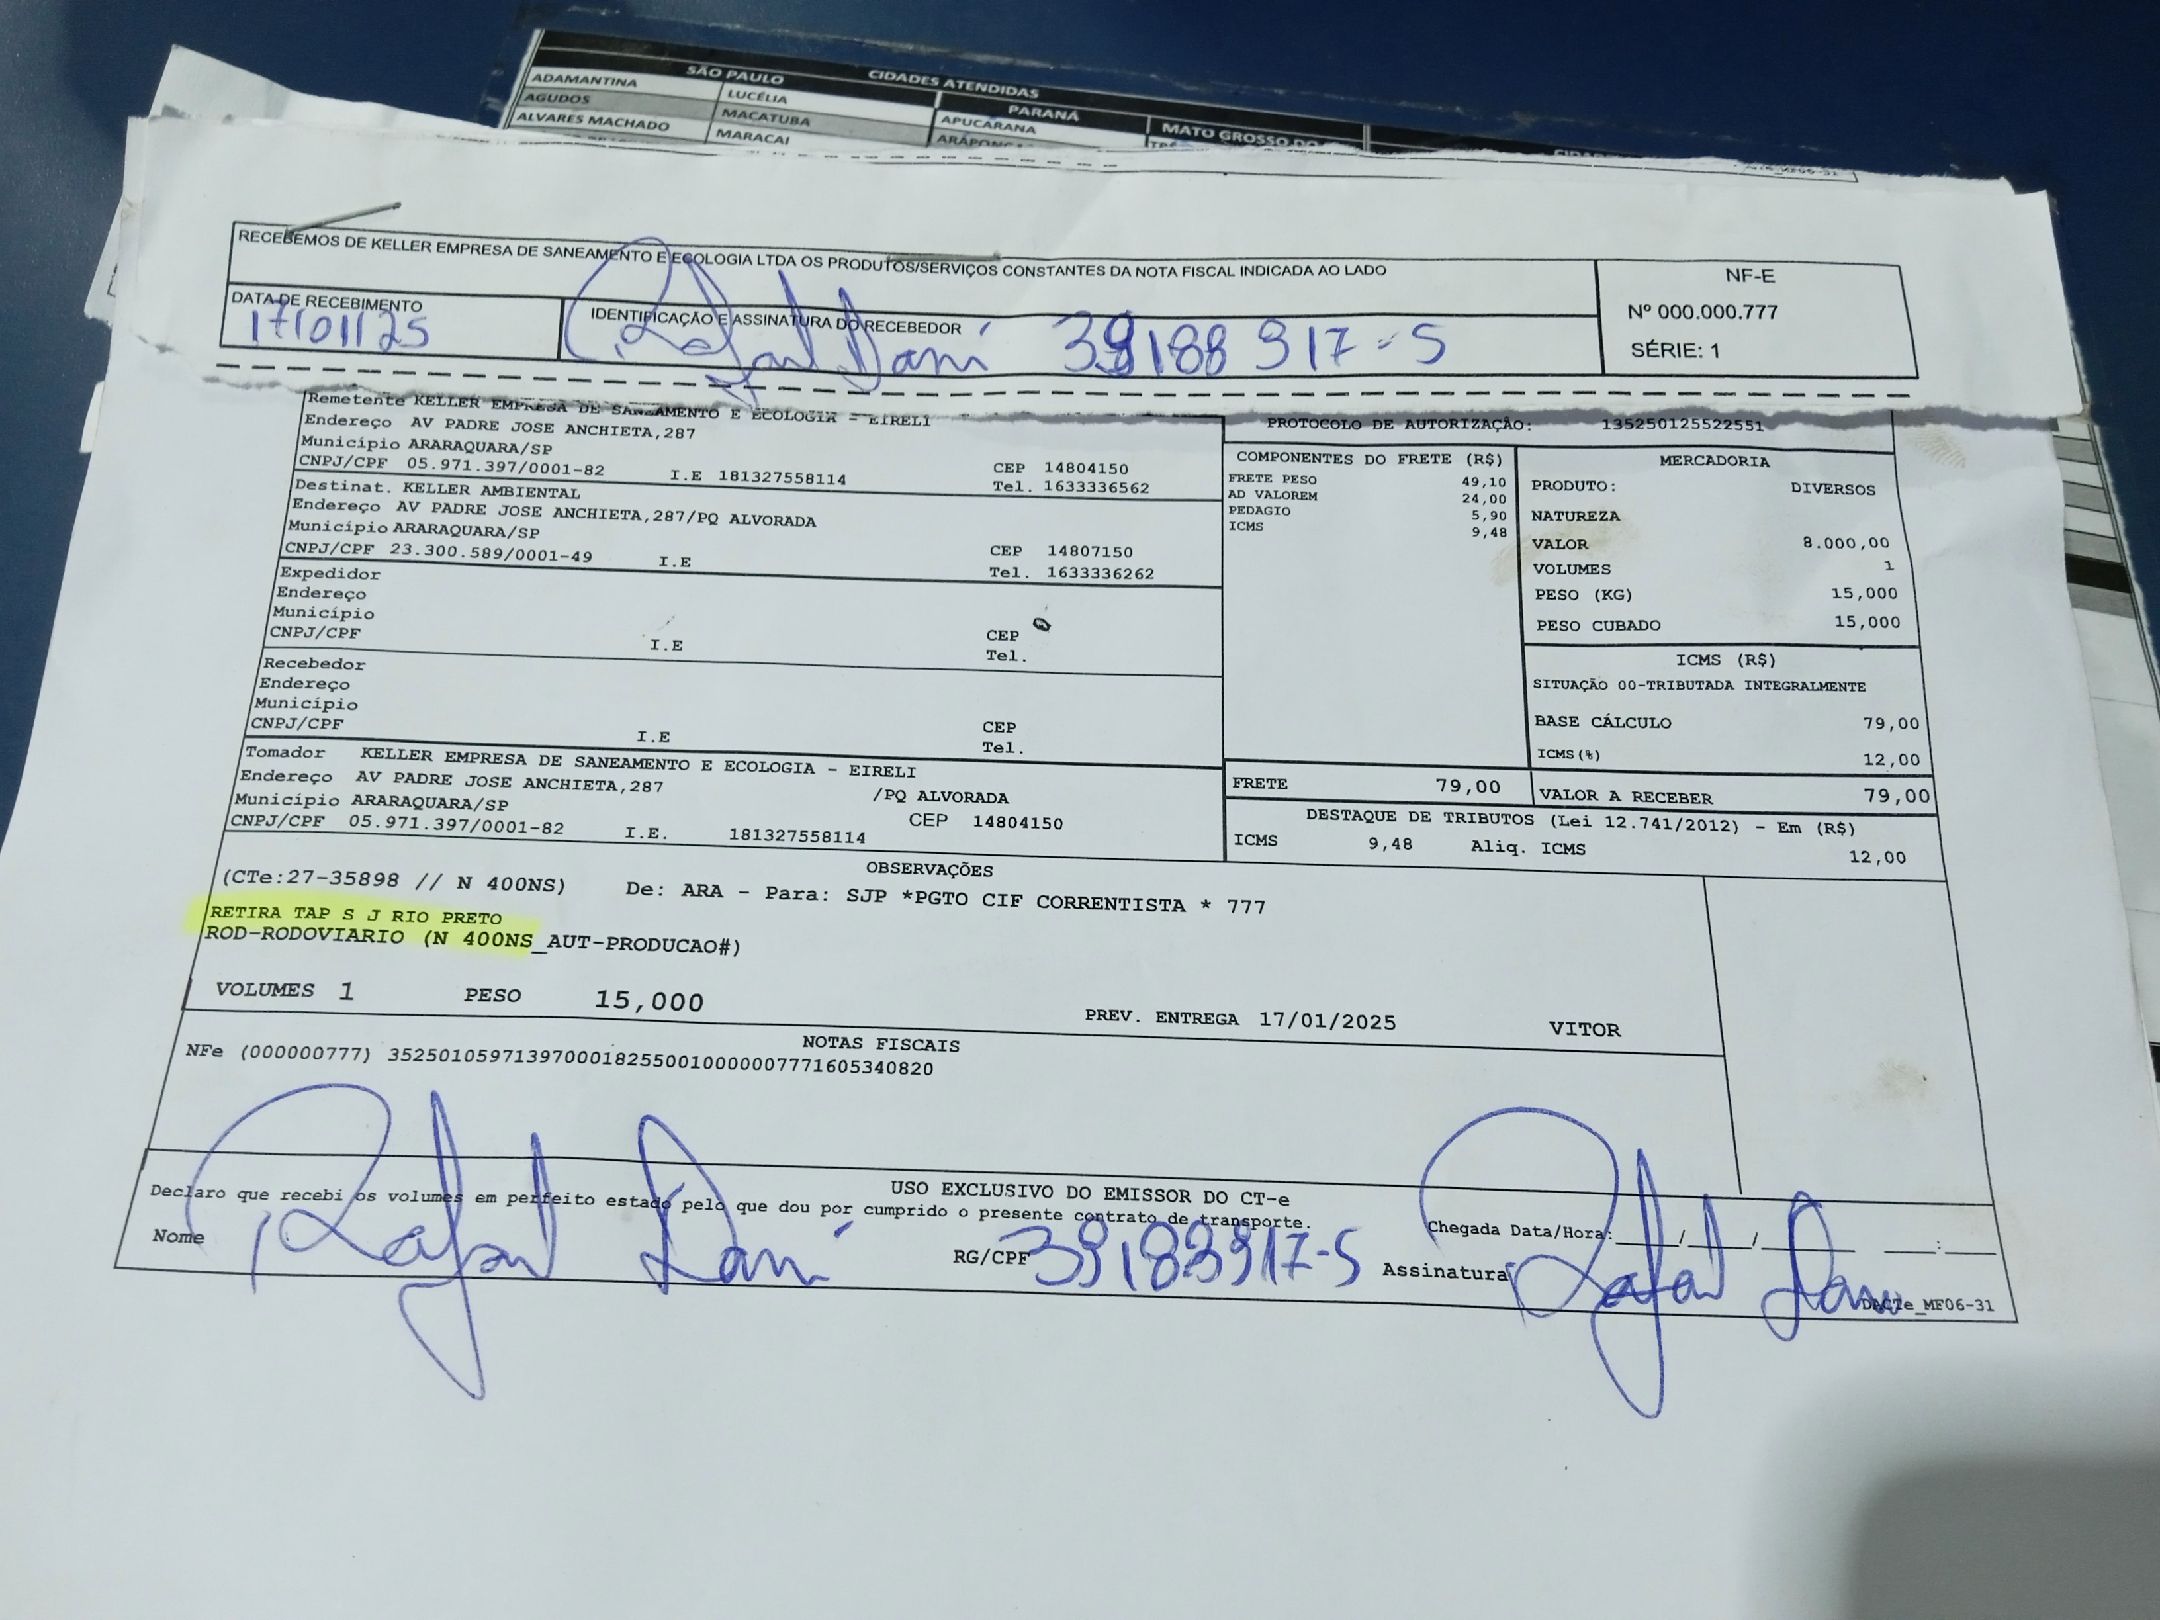 SÃO PAULO CIDADES ATENDIDAS
PARANÁ
MATO GROSSO DO
ADAMANTINA LUCÉLIA APUCARANA
AGUDOS MACATUBA
ALVARES MACHADO MARACAI
RECEBEMOS DE KELLER EMPRESA DE SANEAMENTO E ECOLOGIA LTDA OS PRODUTOS/SERVIÇOS CONSTANTES DA NOTA FISCAL INDICADA AO LADO
NF-E
Nº 000.000.777
SÉRIE: 1
DATA DE RECEBIMENTO
17/01/25
IDENTIFICAÇÃO E ASSINATURA DO RECEBEDOR
Remetente KELLER EMPRESA DE SANEAMENTO E ECOLOGIA - EIRELI
Endereço AV PADRE JOSE ANCHIETA,287
Município ARARAQUARA/SP
CNPJ/CPF 05.971.397/0001-82 I.E 181327558114
CEP 14804150
Tel. 1633336562
Destinat. KELLER AMBIENTAL
Endereço AV PADRE JOSE ANCHIETA,287/PQ ALVORADA
Município ARARAQUARA/SP
CNPJ/CPF 23.300.589/0001-49 I.E
CEP 14807150
Tel. 1633336262
Expedidor
Endereço
Município
CNPJ/CPF I.E
CEP
Tel.
Recebedor
Endereço
Município
CNPJ/CPF I.E
CEP
Tel.
Tomador KELLER EMPRESA DE SANEAMENTO E ECOLOGIA - EIRELI
Endereço AV PADRE JOSE ANCHIETA,287 /PQ ALVORADA
Município ARARAQUARA/SP CEP 14804150
CNPJ/CPF 05.971.397/0001-82 I.E. 181327558114
PROTOCOLO DE AUTORIZAÇÃO: 135250125522551
COMPONENTES DO FRETE (R$)
FRETE PESO 49,10
AD VALOREM 24,00
PEDAGIO 5,90
ICMS 9,48
MERCADORIA
PRODUTO: DIVERSOS
NATUREZA
VALOR 8.000,00
VOLUMES 1
PESO (KG) 15,000
PESO CUBADO 15,000
ICMS (R$)
SITUAÇÃO 00-TRIBUTADA INTEGRALMENTE
BASE CÁLCULO 79,00
ICMS(%) 12,00
FRETE 79,00 VALOR A RECEBER 79,00
DESTAQUE DE TRIBUTOS (Lei 12.741/2012) - Em (R$)
ICMS 9,48 Aliq. ICMS 12,00
OBSERVAÇÕES
(CTe:27-35898 // N 400NS) De: ARA - Para: SJP *PGTO CIF CORRENTISTA * 777
RETIRA TAP S J RIO PRETO
ROD-RODOVIARIO (N 400NS_AUT-PRODUCAO#)
VOLUMES 1 PESO 15,000 PREV. ENTREGA 17/01/2025 VITOR
NOTAS FISCAIS
NFe (000000777) 35250105971397000182550010000007771605340820
USO EXCLUSIVO DO EMISSOR DO CT-e
Declaro que recebi os volumes em perfeito estado pelo que dou por cumprido o presente contrato de transporte.
Chegada Data/Hora:_____/_____/_______ ____:____
Nome
RG/CPF
Assinatura
DACTe_MF06-31